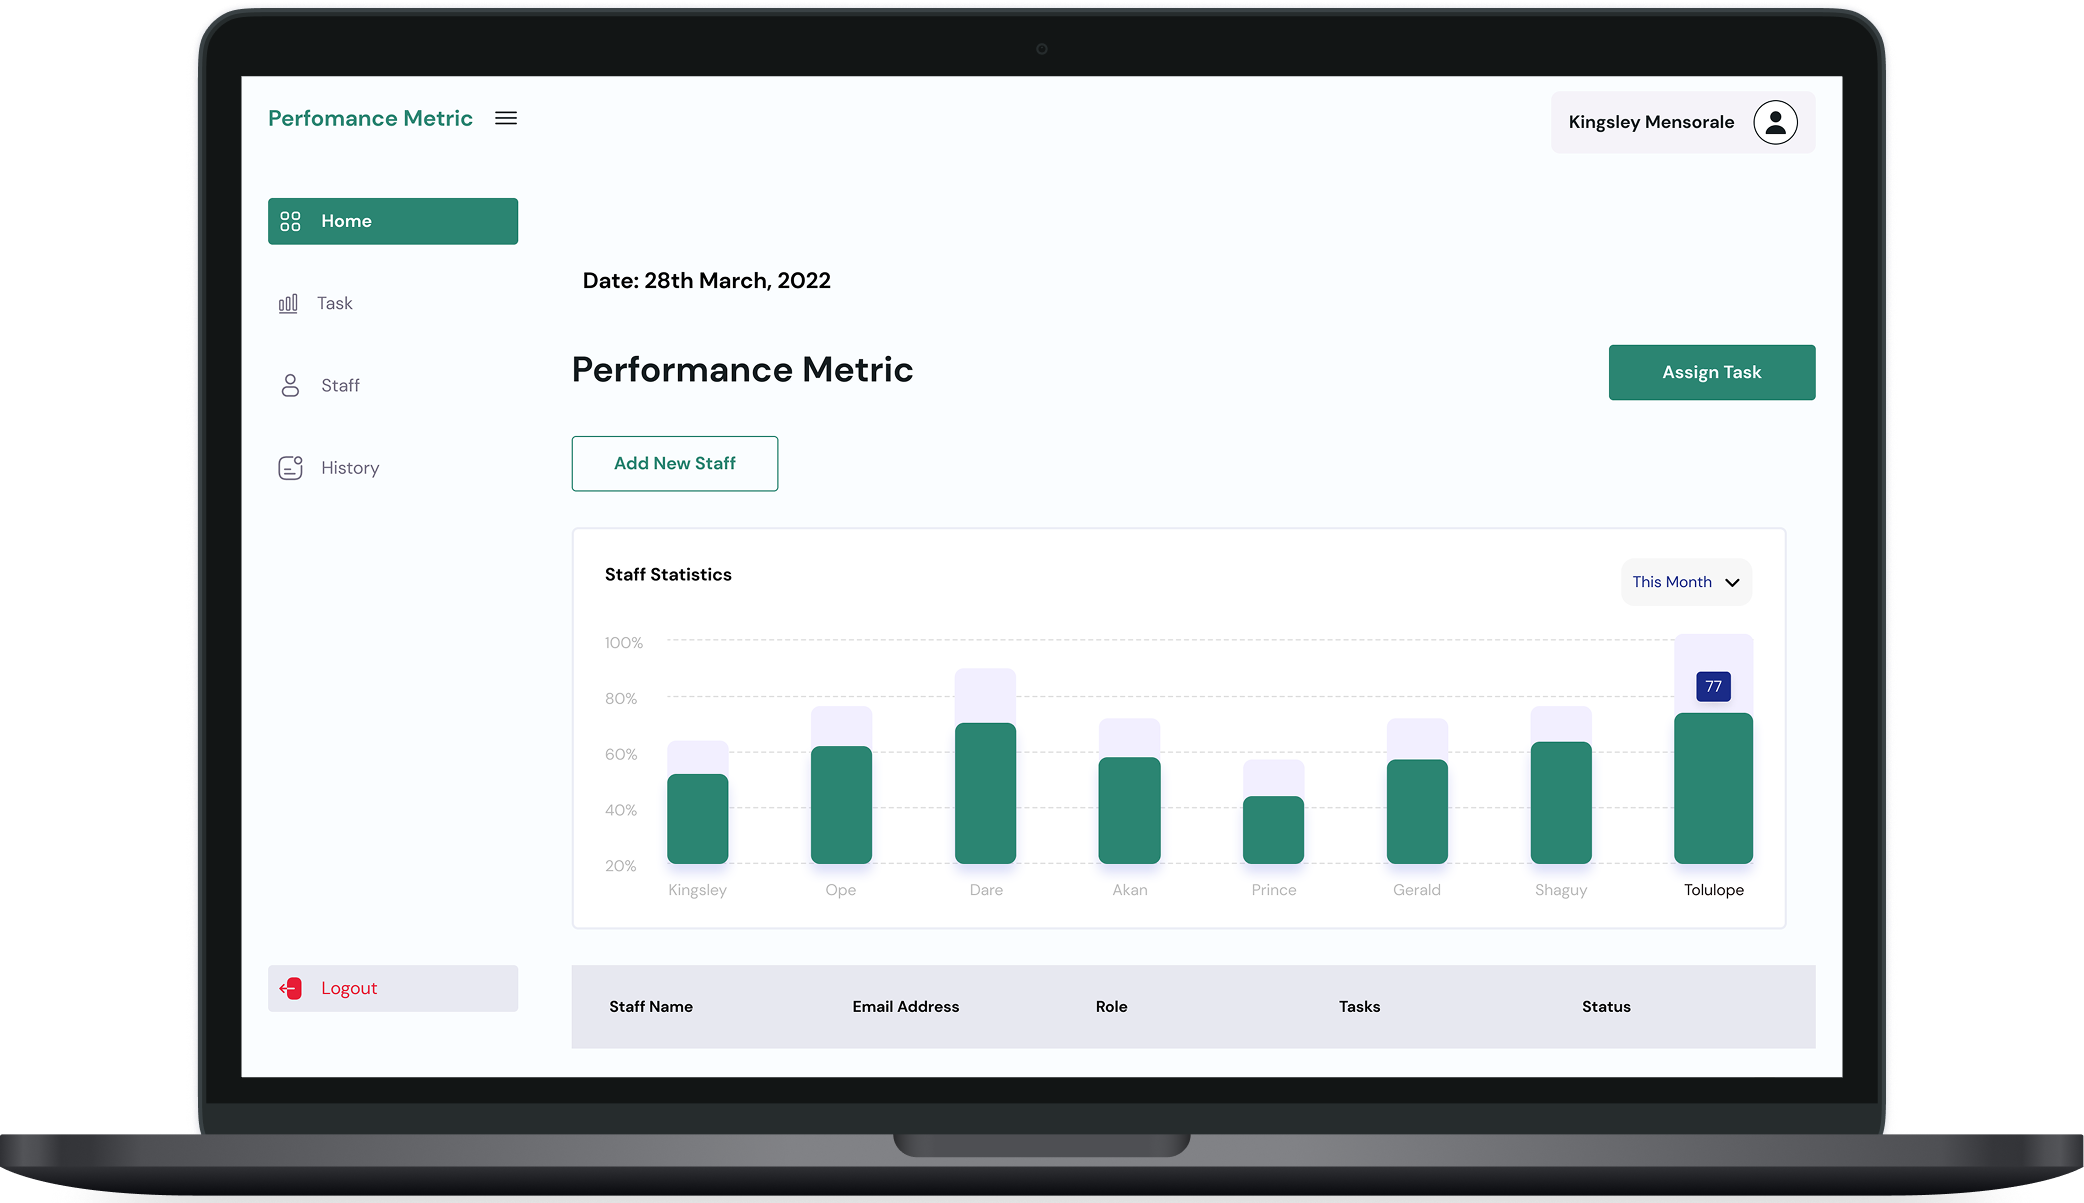 Perfomance Metric
Kingsley Mensorale
Home
Task
Staff
History
Logout
Date: 28th March, 2022
Performance Metric
Assign Task
Add New Staff
Staff Statistics
This Month
100%
80%
60%
40%
20%
77
Kingsley Ope Dare Akan Prince Gerald Shaguy Tolulope
Staff Name Email Address Role Tasks Status